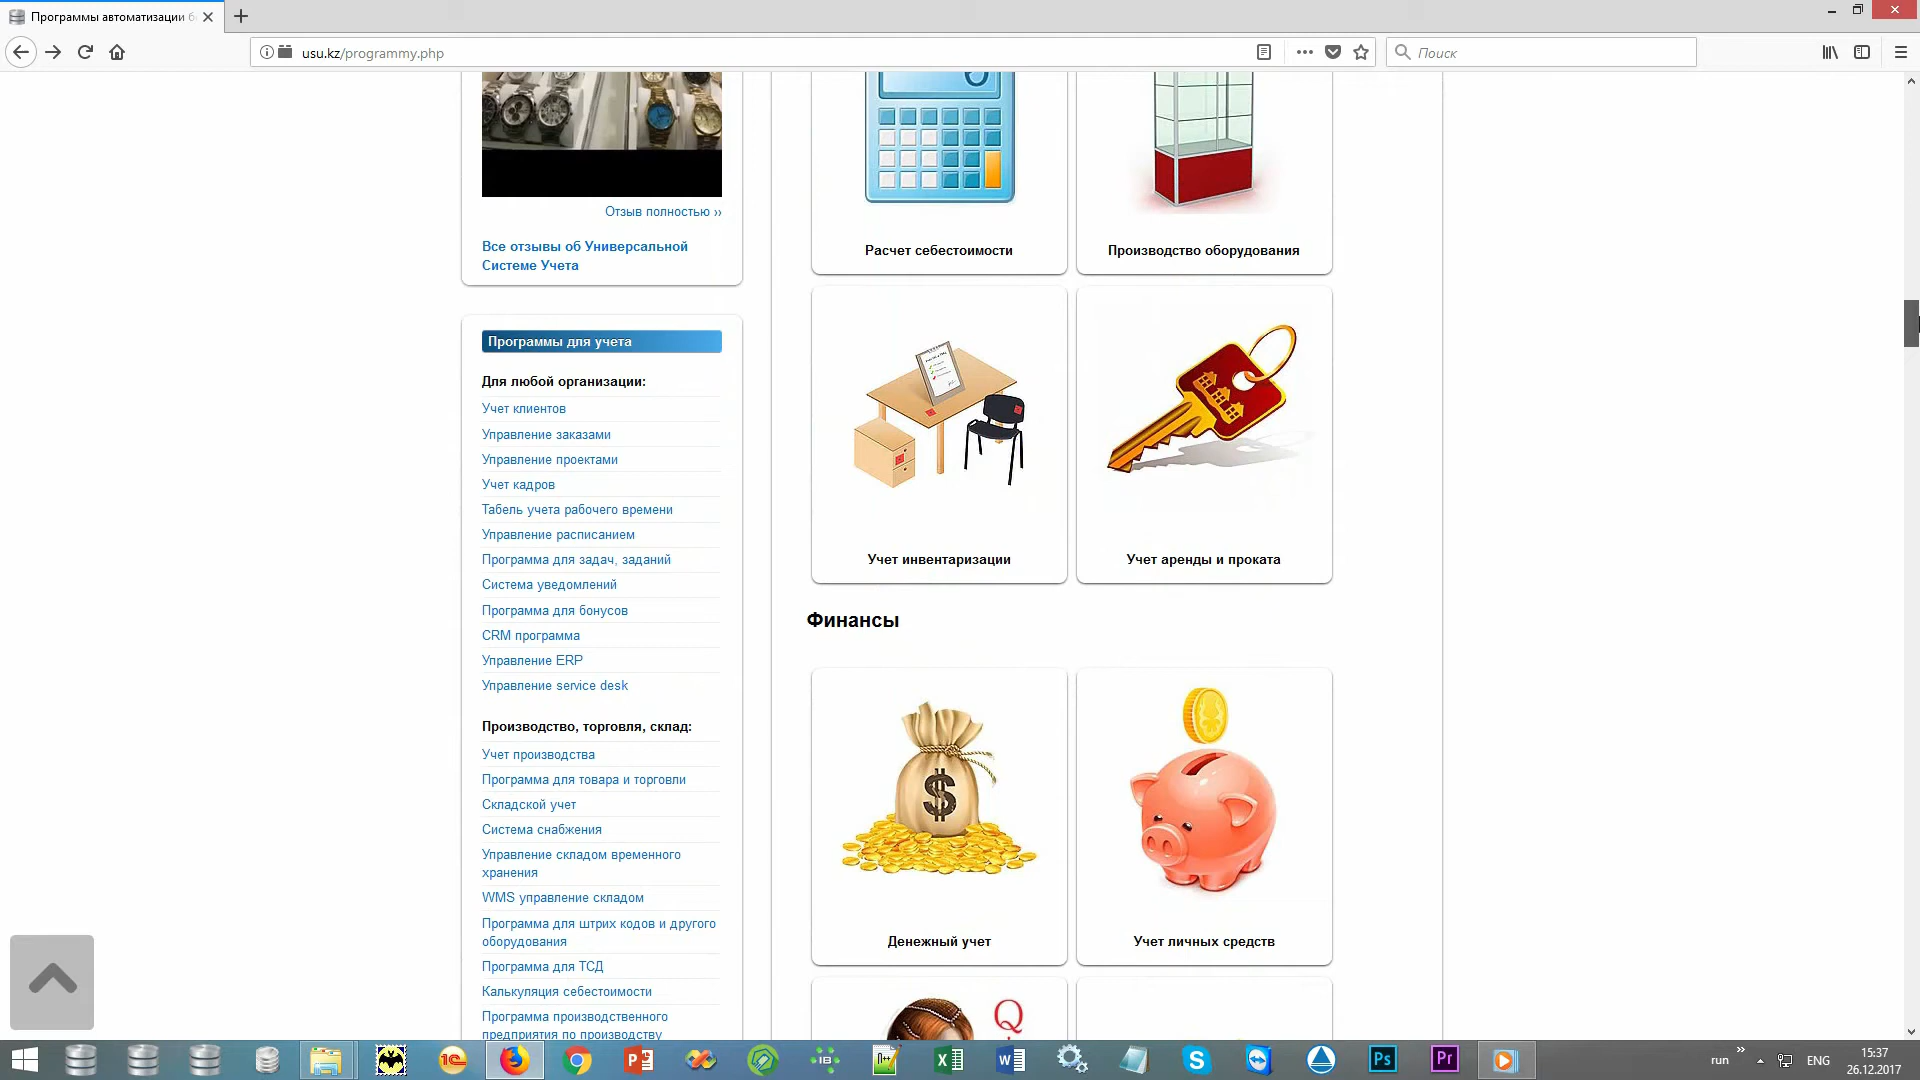 Программы автоматизации б
usu.kz/programmy.php
Поиск
Отзыв полностью ››
Все отзывы об Универсальной
Системе Учета
Программы для учета
Для любой организации:
Учет клиентов
Управление заказами
Управление проектами
Учет кадров
Табель учета рабочего времени
Управление расписанием
Программа для задач, заданий
Система уведомлений
Программа для бонусов
CRM программа
Управление ERP
Управление service desk
Производство, торговля, склад:
Учет производства
Программа для товара и торговли
Складской учет
Система снабжения
Управление складом временного
хранения
WMS управление складом
Программа для штрих кодов и другого
оборудования
Программа для ТСД
Калькуляция себестоимости
Программа производственного
предприятия по производству
Расчет себестоимости
Производство оборудования
Учет инвентаризации
Учет аренды и проката
Финансы
$
Денежный учет
Учет личных средств
Q
run
ENG
15:37
26.12.2017